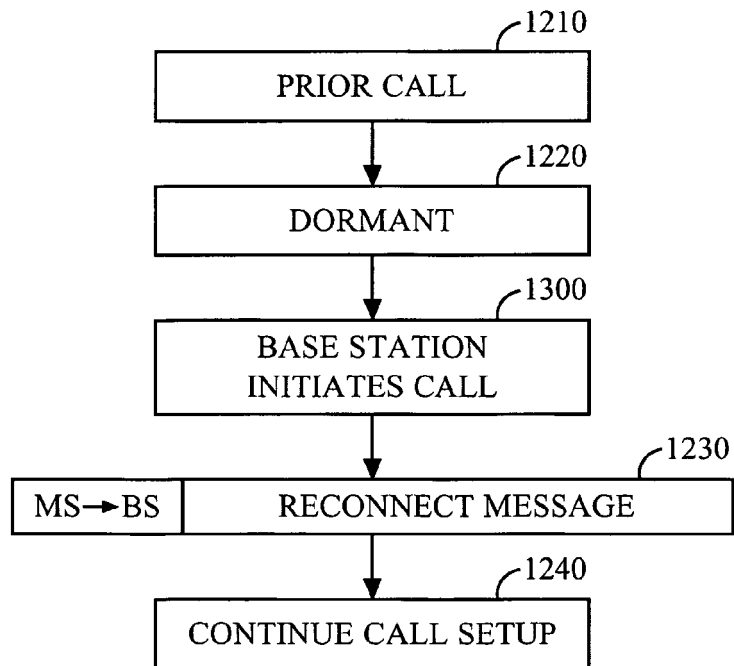 1210
PRIOR CALL
1220
DORMANT
1300
BASE STATION
INITIATES CALL
1230
MS→BS RECONNECT MESSAGE
1240
CONTINUE CALL SETUP